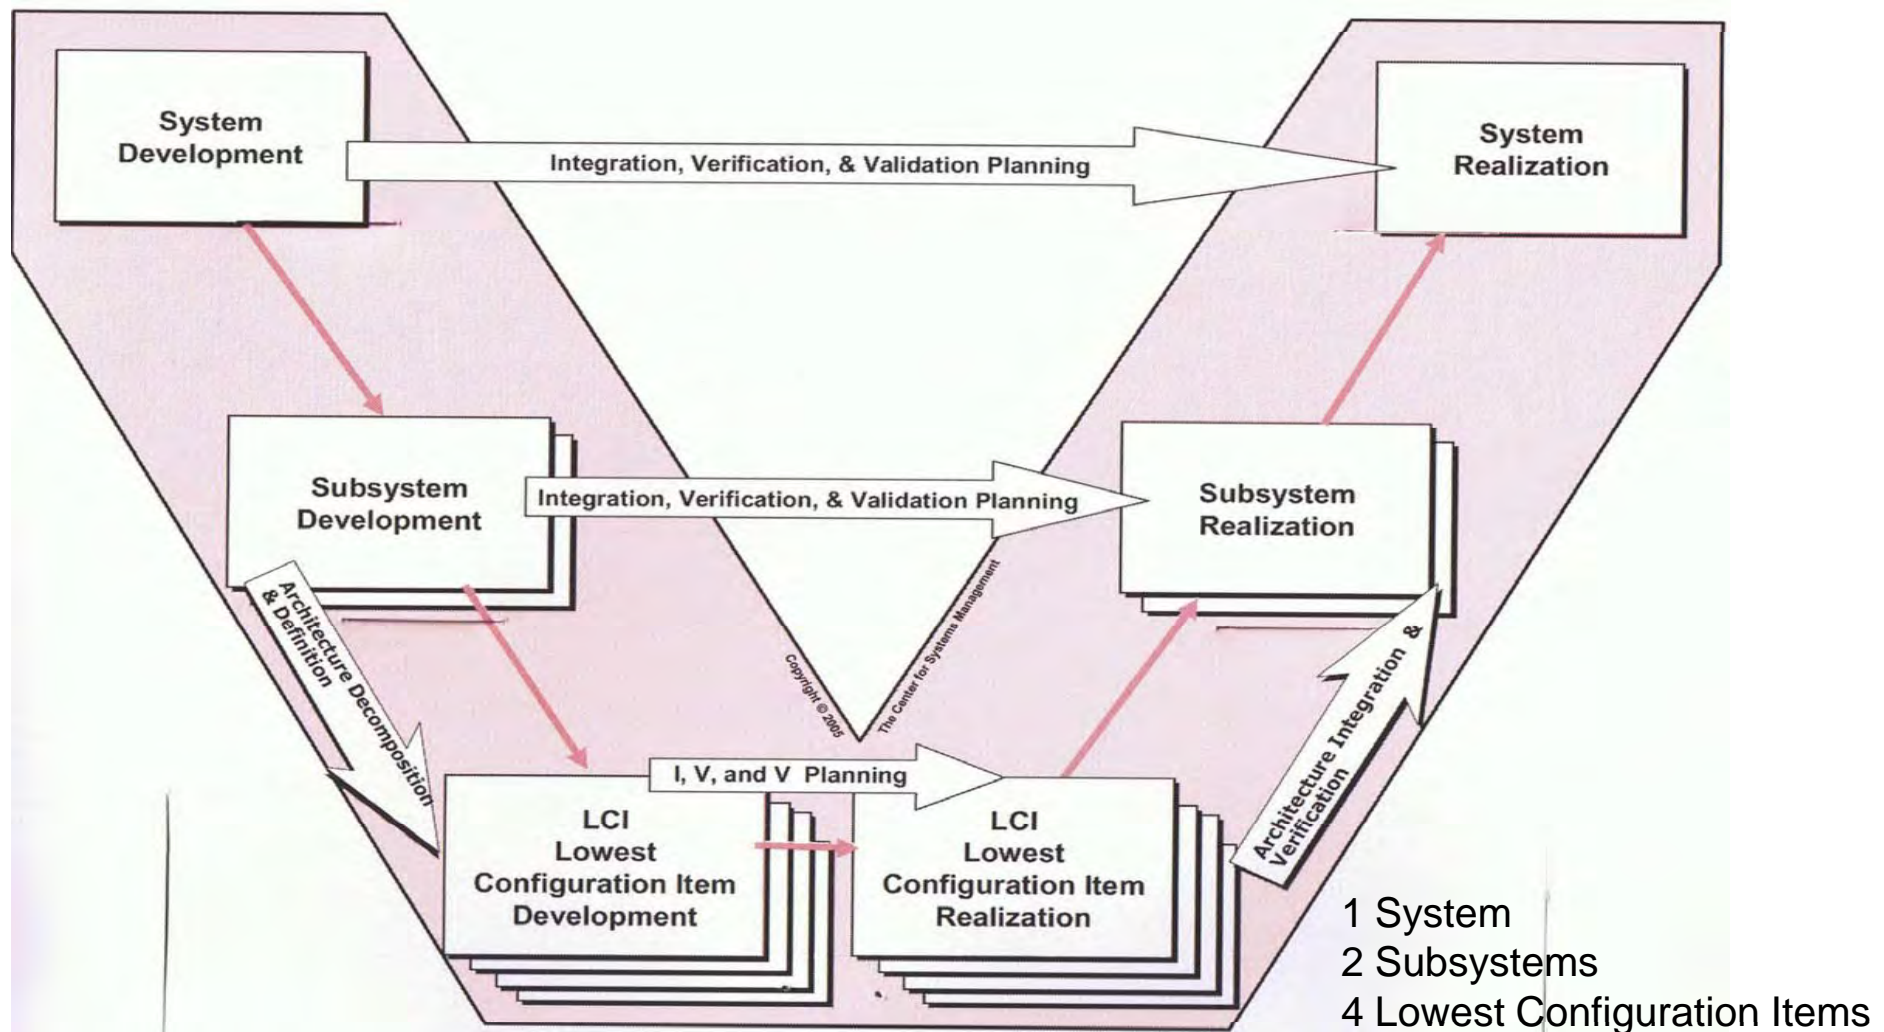 System
Development
Integration, Verification, & Validation Planning
System
Realization
Subsystem
Development
Integration, Verification, & Validation Planning
Subsystem
Realization
Architecture Decomposition
& Definition
Copyright © 2005
The Center for Systems Management
Architecture Integration &
Verification
I, V, and V Planning
LCI
Lowest
Configuration Item
Development
LCI
Lowest
Configuration Item
Realization
1 System
2 Subsystems
4 Lowest Configuration Items